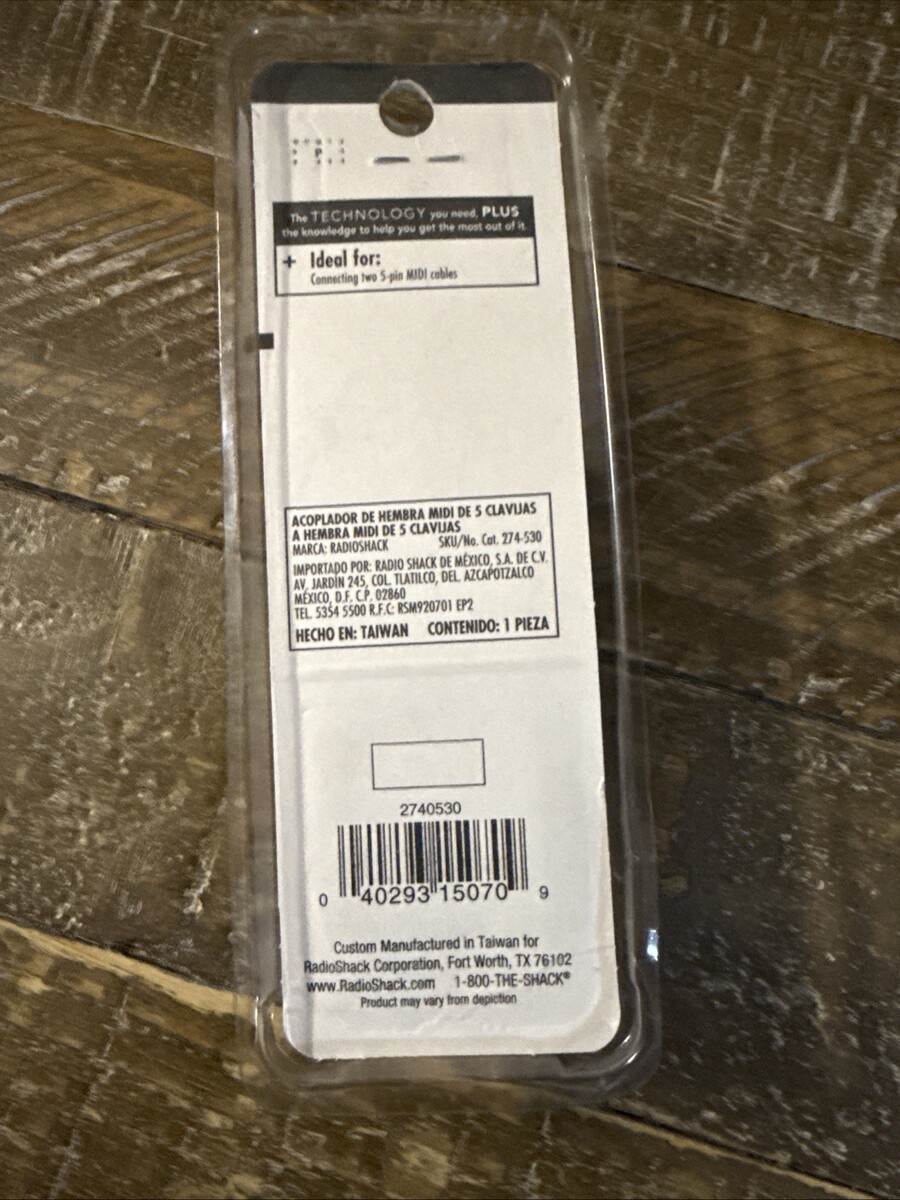 P
The TECHNOLOGY you need, PLUS
the knowledge to help you get the most out of it.
+ Ideal for:
Connecting two 5-pin MIDI cables
ACOPLADOR DE HEMBRA MIDI DE 5 CLAVIJAS
A HEMBRA MIDI DE 5 CLAVIJAS
MARCA: RADIOSHACK SKU/No. Cat. 274-530
IMPORTADO POR: RADIO SHACK DE MÉXICO, S.A. DE C.V.
AV. JARDÍN 245, COL. TLATILCO, DEL. AZCAPOTZALCO
MÉXICO, D.F. C.P. 02860
TEL. 5354 5500 R.F.C: RSM920701 EP2
HECHO EN: TAIWAN CONTENIDO: 1 PIEZA
2740530
0 40293 15070 9
Custom Manufactured in Taiwan for
RadioShack Corporation, Fort Worth, TX 76102
www.RadioShack.com 1-800-THE-SHACK®
Product may vary from depiction